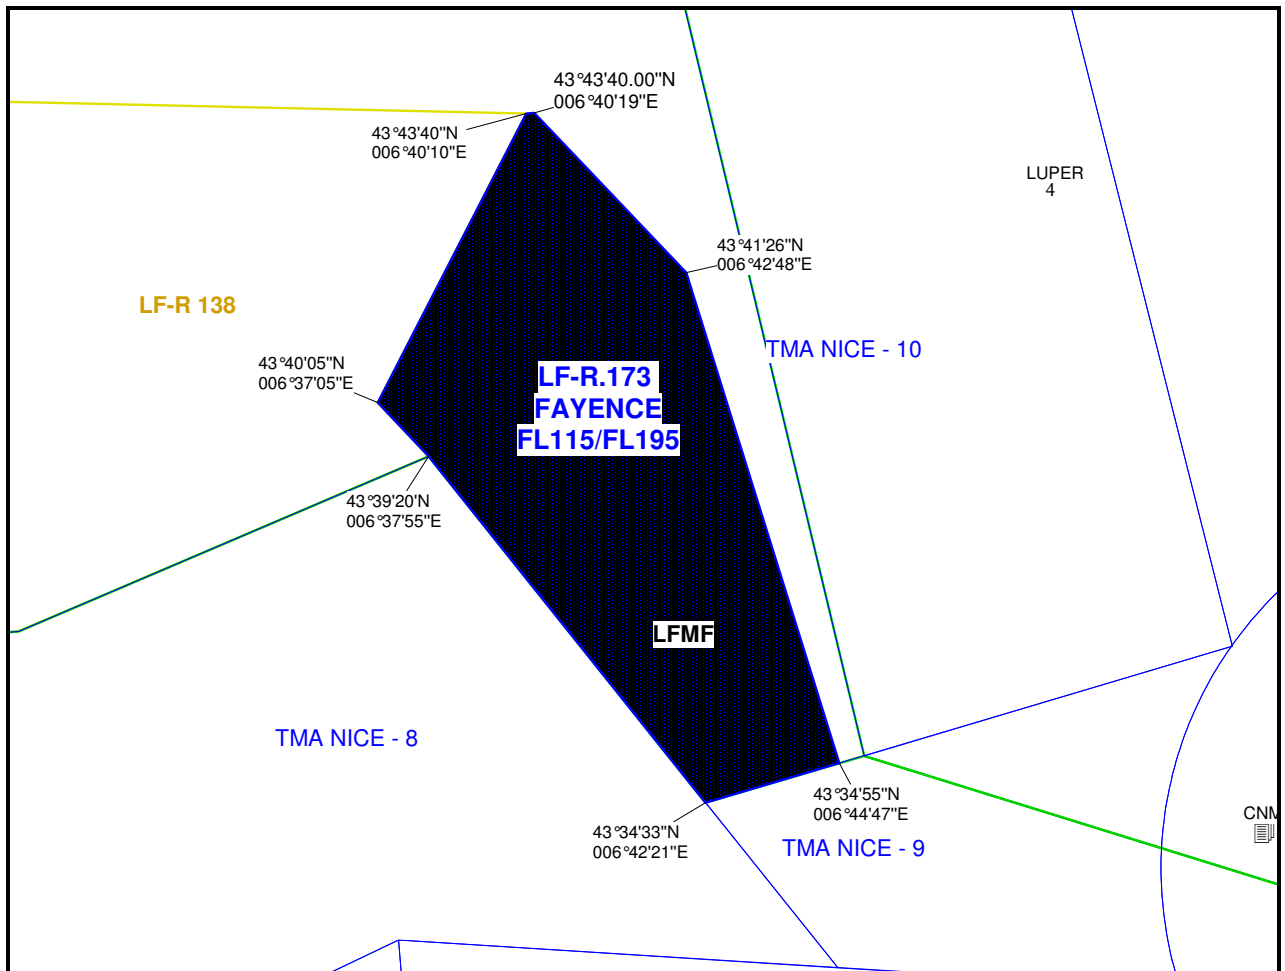 43°43'40.00"N
006°40'19"E
43°43'40"N
006°40'10"E
LUPER
4
43°41'26"N
006°42'48"E
LF-R 138
TMA NICE - 10
43°40'05"N
006°37'05"E
LF-R.173
FAYENCE
FL115/FL195
43°39'20'N
006°37'55"E
LFMF
TMA NICE - 8
43°34'55"N
006°44'47"E
CNM
43°34'33"N
006°42'21"E
TMA NICE - 9